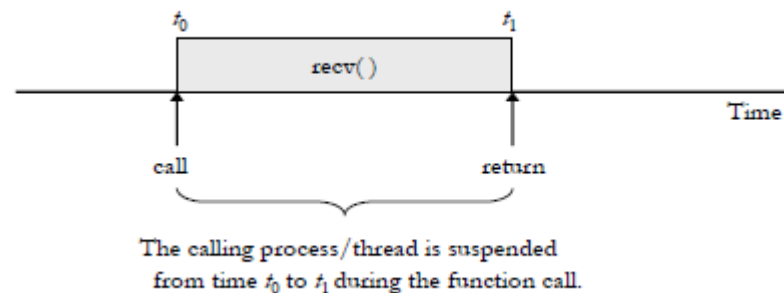 t₀ t₁
recv( )
Time
call return
The calling process/thread is suspended
from time t₀ to t₁ during the function call.